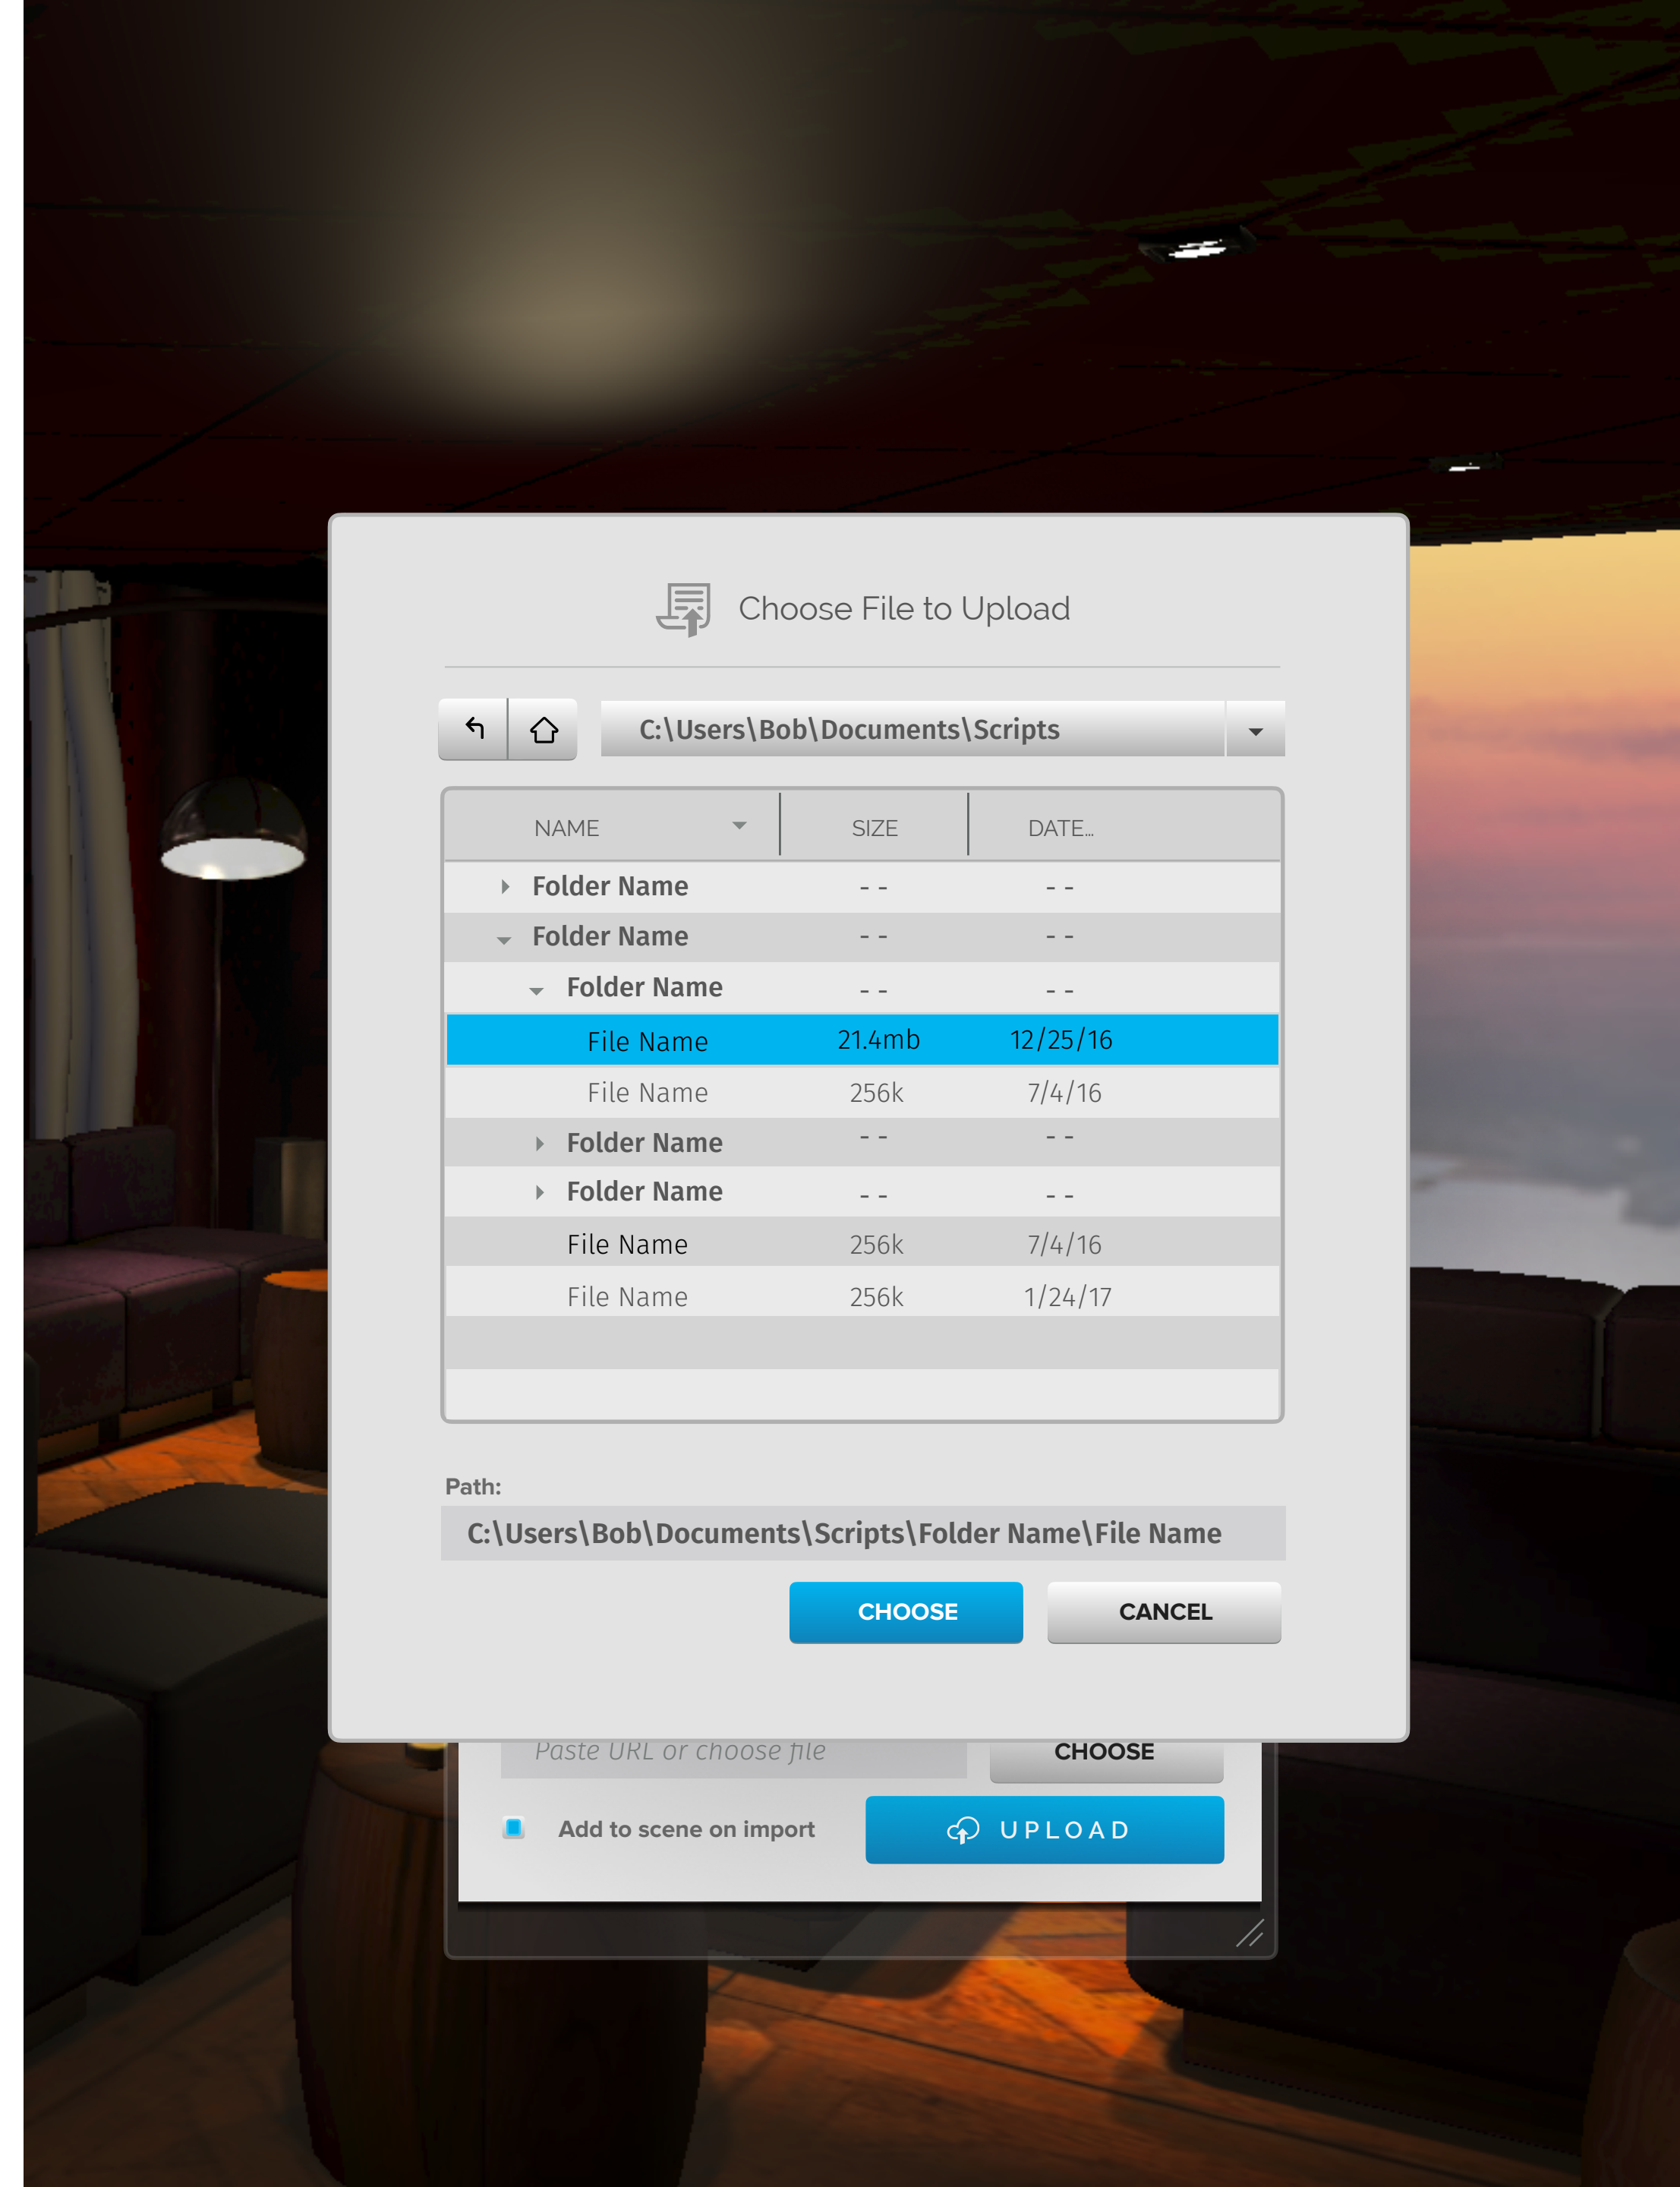 Choose File to Upload
C:\Users\Bob\Documents\Scripts
NAME SIZE DATE...
Folder Name - - - -
Folder Name - - - -
Folder Name - - - -
File Name 21.4mb 12/25/16
File Name 256k 7/4/16
Folder Name - - - -
Folder Name - - - -
File Name 256k 7/4/16
File Name 256k 1/24/17
Path:
C:\Users\Bob\Documents\Scripts\Folder Name\File Name
CHOOSE CANCEL
Paste URL or choose file CHOOSE
Add to scene on import UPLOAD